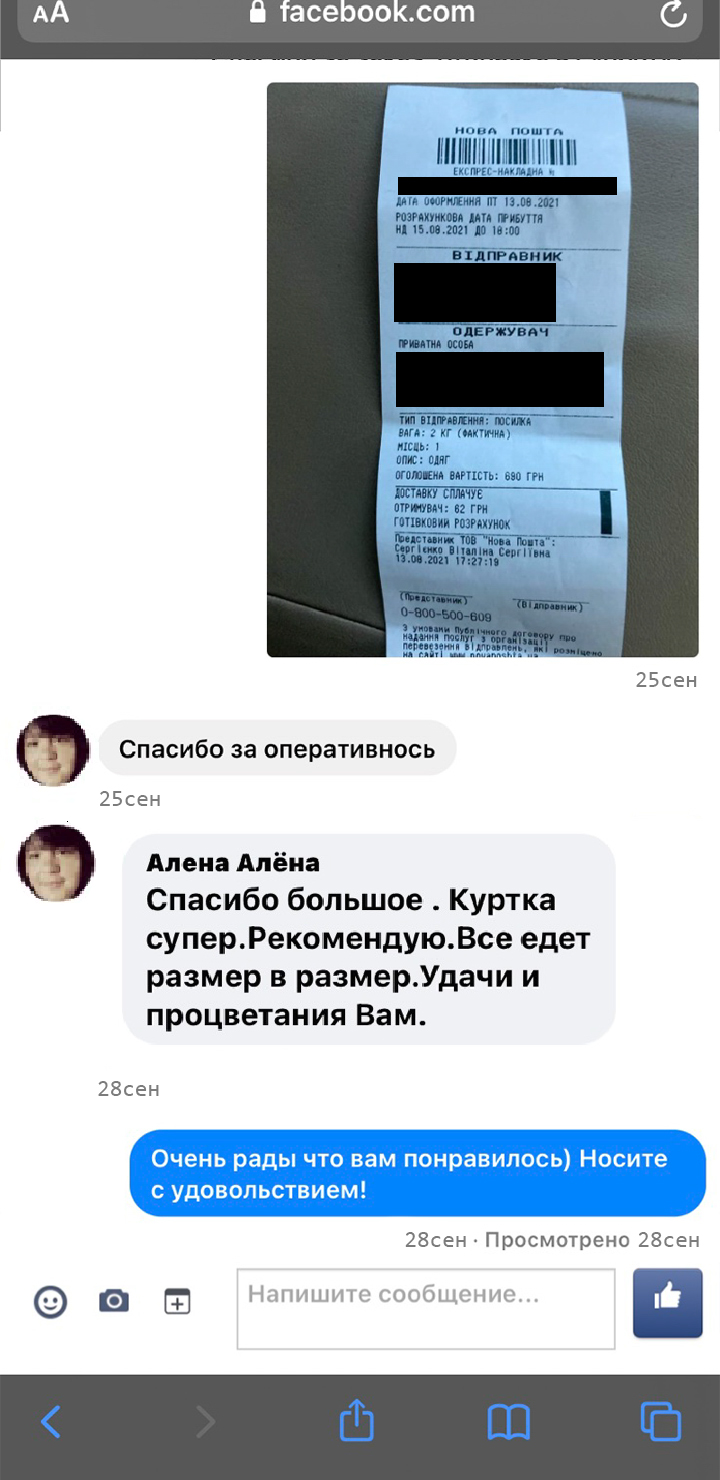 AA facebook.com
НОВА ПОШТА
ЕКСПРЕС-НАКЛАДНА №
ДАТА ОФОРМЛЕННЯ ПТ 13.08.2021
РОЗРАХУНКОВА ДАТА ПРИБУТТЯ
НД 15.08.2021 ДО 18:00
ВІДПРАВНИК
ОДЕРЖУВАЧ
ПРИВАТНА ОСОБА
ТИП ВІДПРАВЛЕННЯ: ПОСИЛКА
ВАГА: 2 КГ (ФАКТИЧНА)
МІСЦЬ: 1
ОПИС: ОДЯГ
ОГОЛОШЕНА ВАРТІСТЬ: 690 ГРН
ДОСТАВКУ СПЛАЧУЄ
ОТРИМУВАЧ: 62 ГРН
ГОТІВКОВИЙ РОЗРАХУНОК
Представник ТОВ "Нова Пошта":
Сергієнко Віталіна Сергіївна
13.08.2021 17:27:19
(Представник) (Відправник)
0-800-500-609
З умовами Публічного договору про
надання послуг з організації
перевезення відправлень, які розміщено
на сайті
25сен
Спасибо за оперативнось
25сен
Алена Алёна
Спасибо большое . Куртка
супер.Рекомендую.Все едет
размер в размер.Удачи и
процветания Вам.
28сен
Очень рады что вам понравилось) Носите
с удовольствием!
28сен · Просмотрено 28сен
Напишите сообщение...